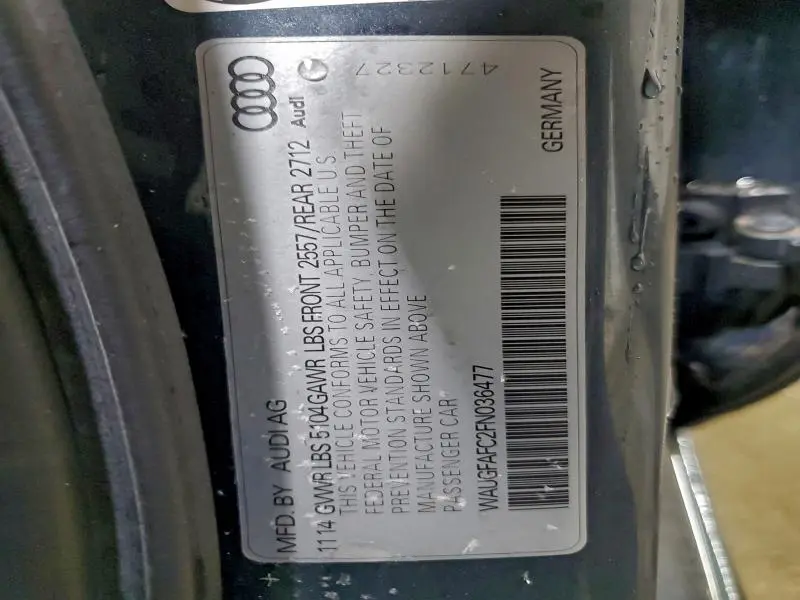 MFD. BY AUDI AG
11 14 GVWR LBS 5104 GAWR LBS FRONT 2557/REAR 2712 Audi
THIS VEHICLE CONFORMS TO ALL APPLICABLE U.S.
FEDERAL MOTOR VEHICLE SAFETY, BUMPER AND THEFT
PREVENTION STANDARDS IN EFFECT ON THE DATE OF
MANUFACTURE SHOWN ABOVE
PASSENGER CAR
WAUGFAFC2FN036477
4712327
GERMANY